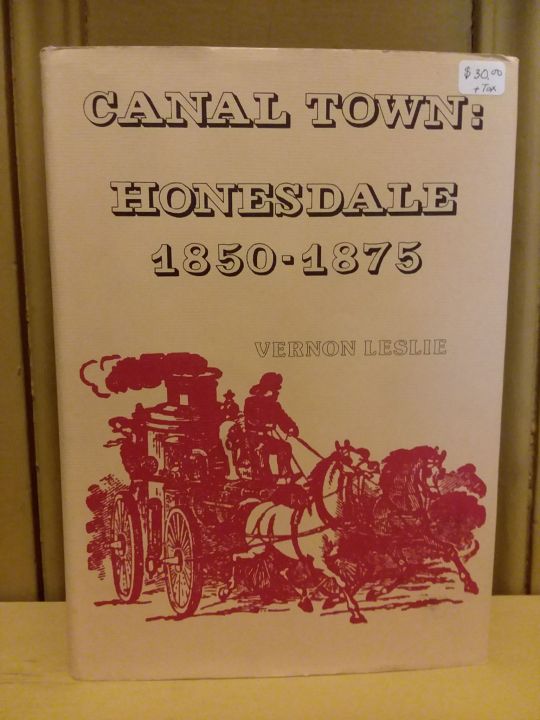 $30.00
+ Tax
CANAL TOWN:
HONESDALE
1850-1875
VERNON LESLIE